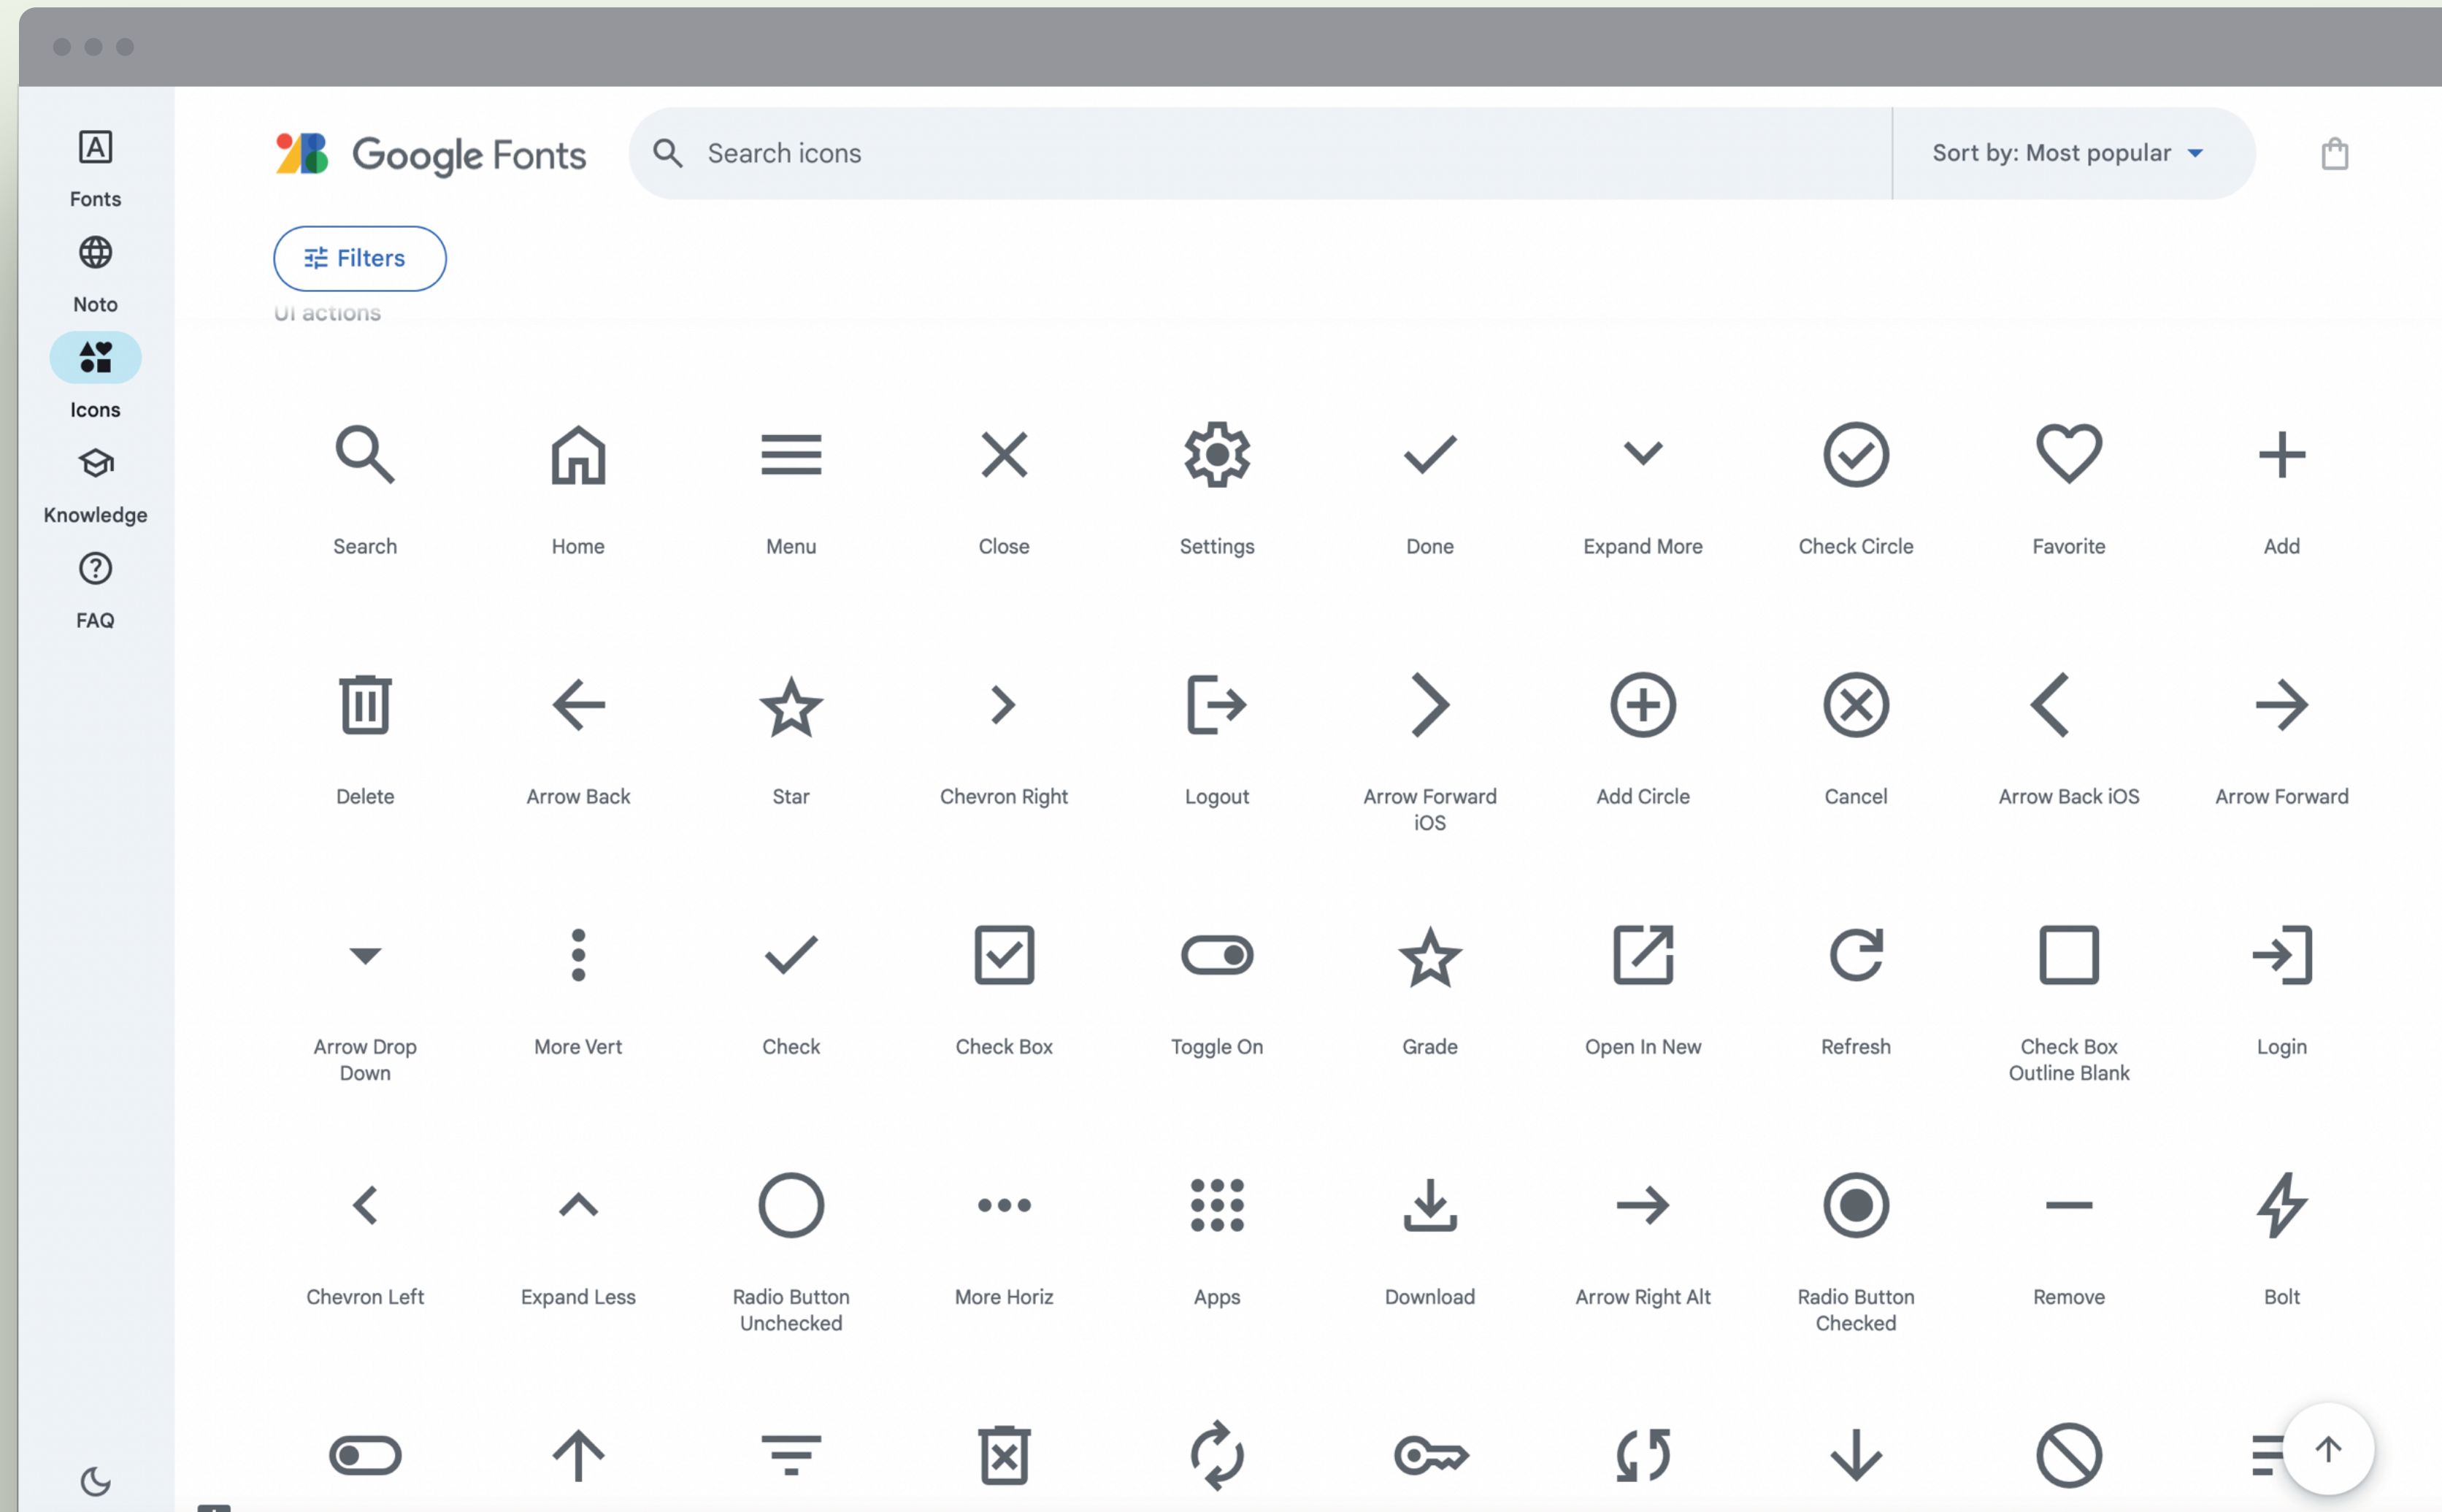 Google Fonts
Search icons
Sort by: Most popular
Fonts
Noto
Icons
Knowledge
FAQ
Filters
UI actions
Search
Home
Menu
Close
Settings
Done
Expand More
Check Circle
Favorite
Add
Delete
Arrow Back
Star
Chevron Right
Logout
Arrow Forward
iOS
Add Circle
Cancel
Arrow Back iOS
Arrow Forward
Arrow Drop
Down
More Vert
Check
Check Box
Toggle On
Grade
Open In New
Refresh
Check Box
Outline Blank
Login
Chevron Left
Expand Less
Radio Button
Unchecked
More Horiz
Apps
Download
Arrow Right Alt
Radio Button
Checked
Remove
Bolt